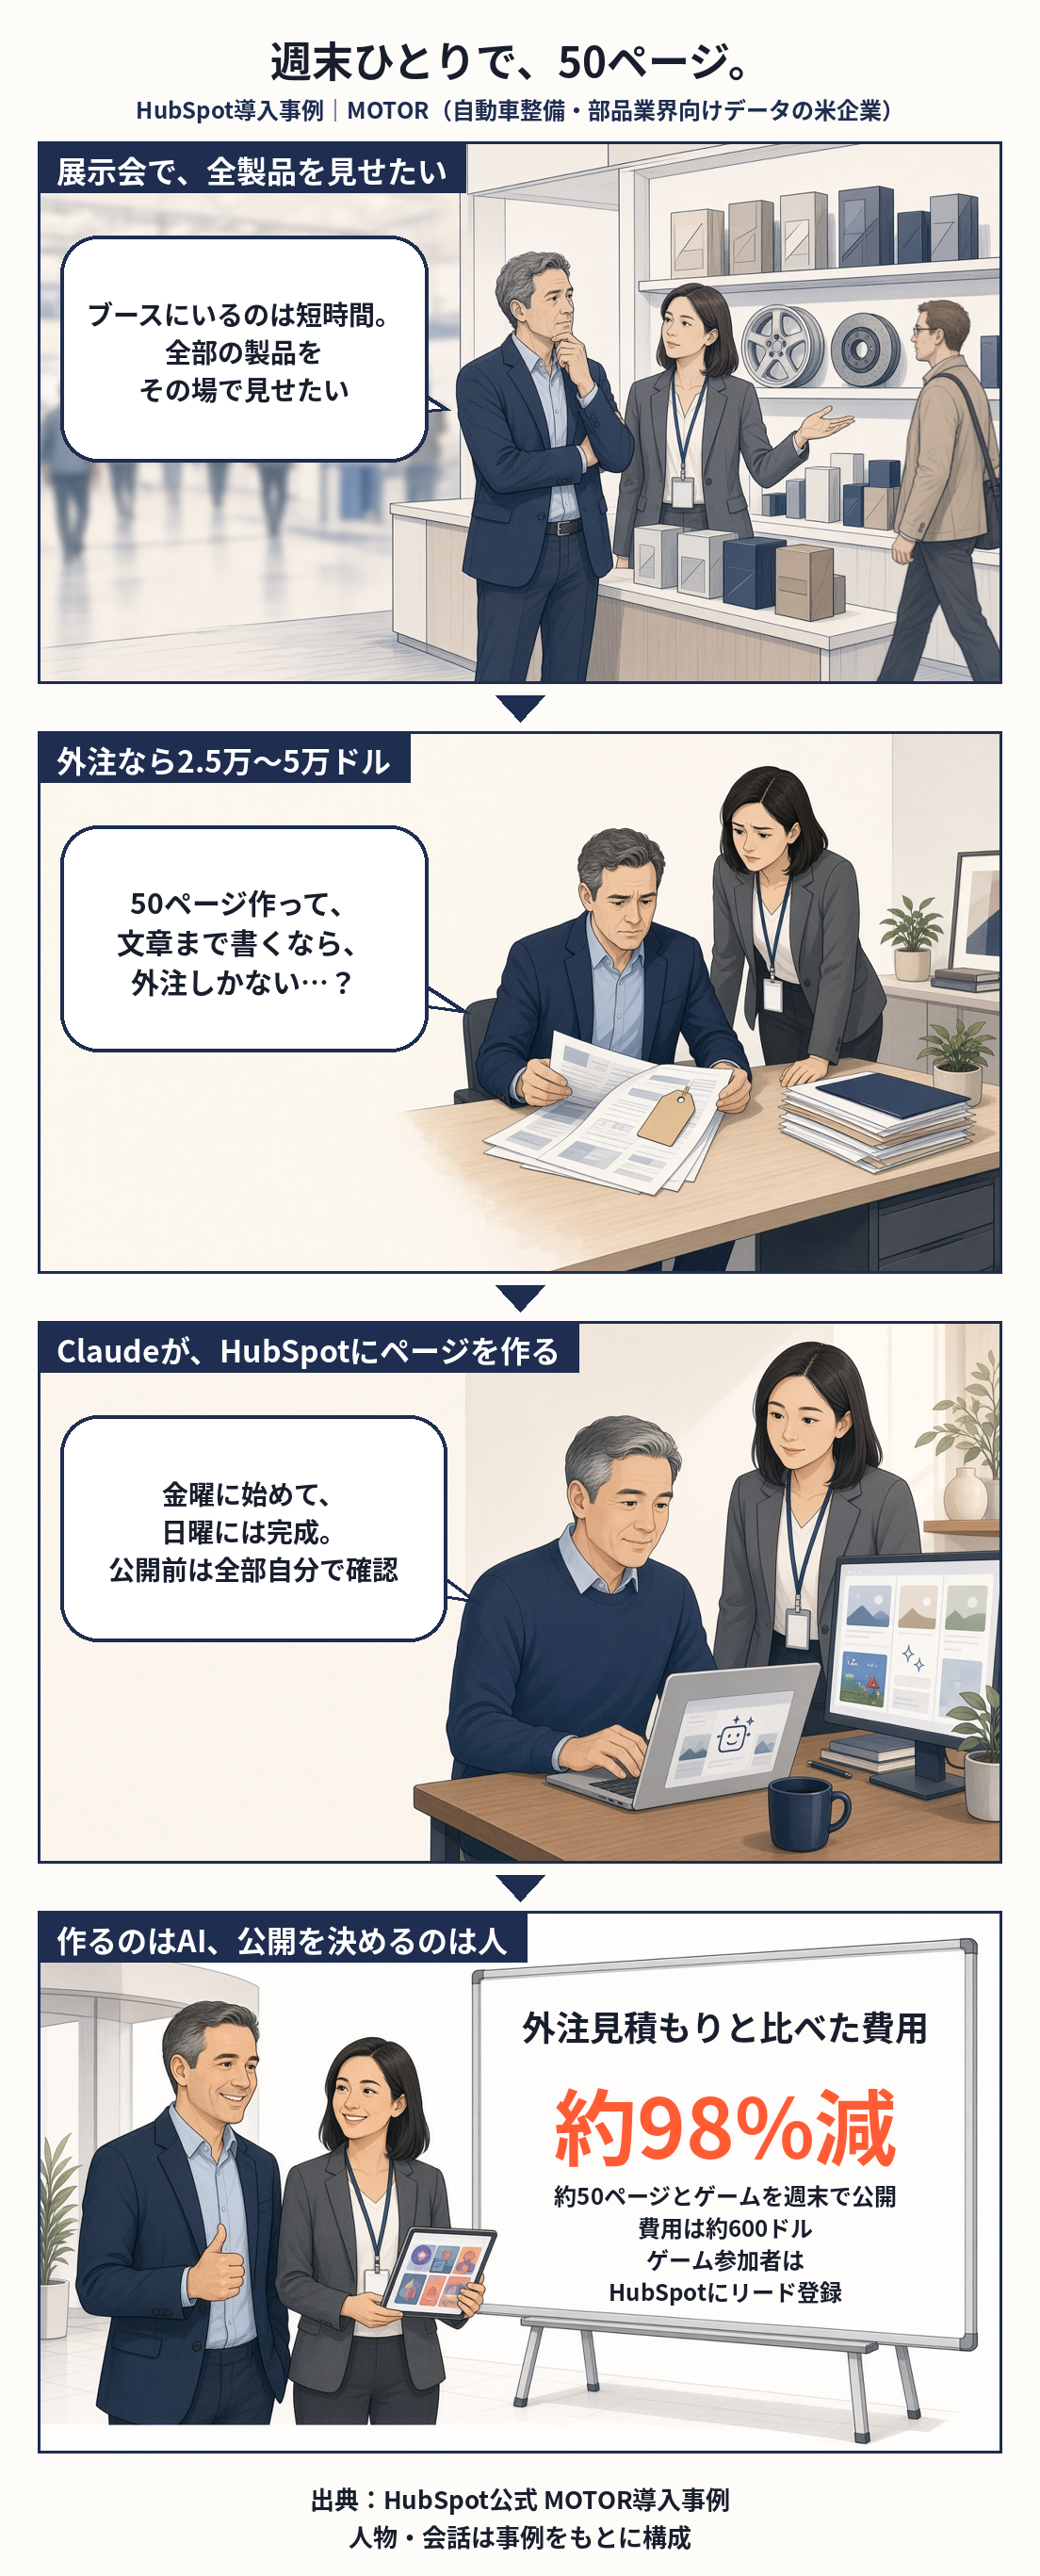 週末ひとりで、50ページ。
HubSpot導入事例｜MOTOR（自動車整備・部品業界向けデータの米企業）
展示会で、全製品を見せたい
ブースにいるのは短時間。
全部の製品を
その場で見せたい
外注なら2.5万〜5万ドル
50ページ作って、
文章まで書くなら、
外注しかない…？
Claudeが、HubSpotにページを作る
金曜に始めて、
日曜には完成。
公開前は全部自分で確認
作るのはAI、公開を決めるのは人
外注見積もりと比べた費用
約98%減
約50ページとゲームを週末で公開
費用は約600ドル
ゲーム参加者は
HubSpotにリード登録
出典：HubSpot公式 MOTOR導入事例
人物・会話は事例をもとに構成